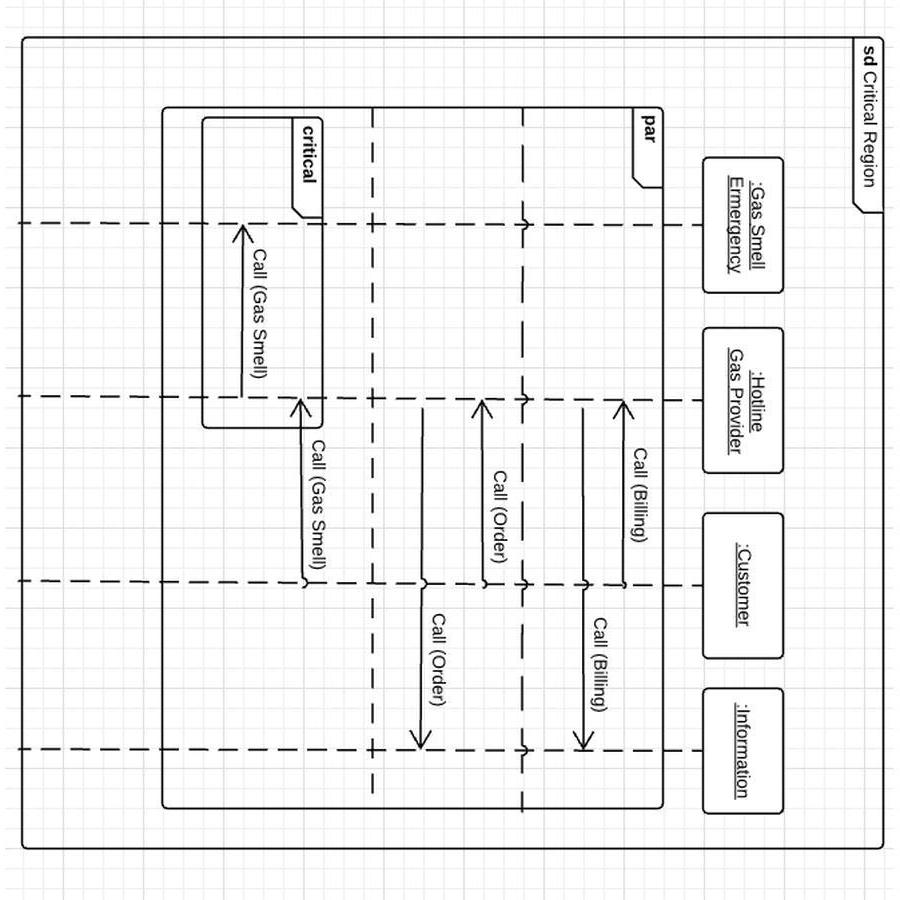 sd Critical Region
:Gas Smell
Ermergency
:Hotline
Gas Provider
:Customer
:Information
par
Call (Billing)
Call (Billing)
Call (Order)
Call (Order)
critical
Call (Gas Smell)
Call (Gas Smell)